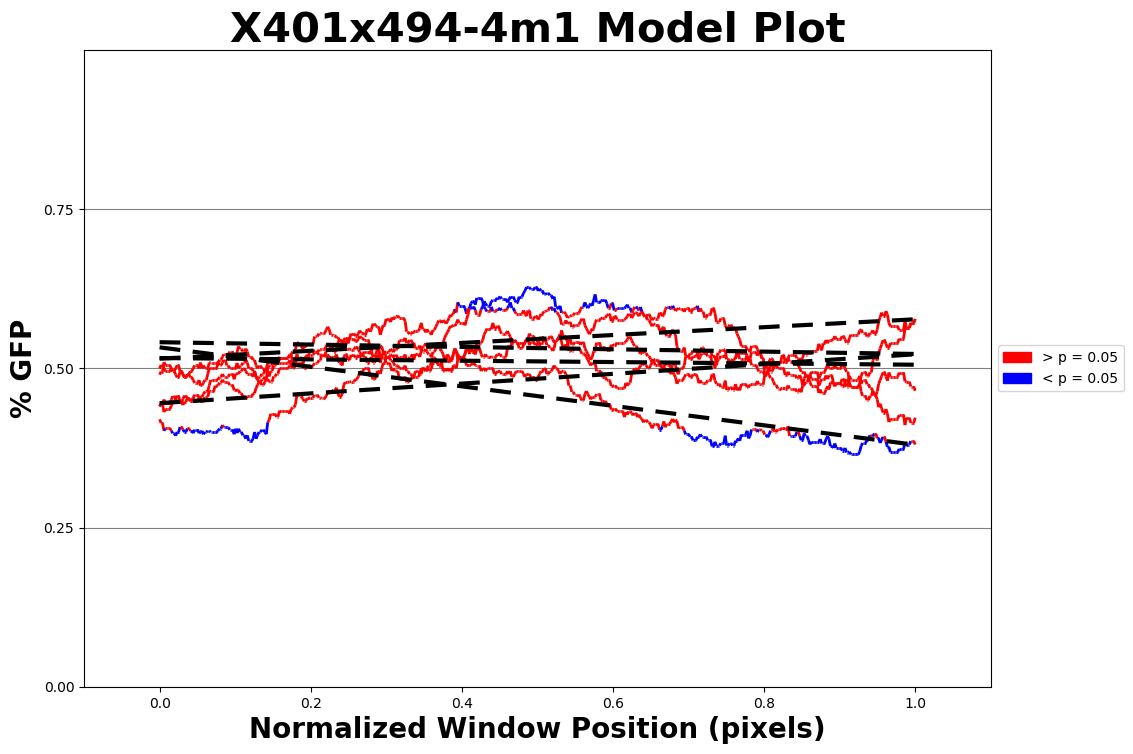 X401x494-4m1 Model Plot
% GFP
0.75
0.50
0.25
0.00
0.0 0.2 0.4 0.6 0.8 1.0
Normalized Window Position (pixels)
> p = 0.05
< p = 0.05